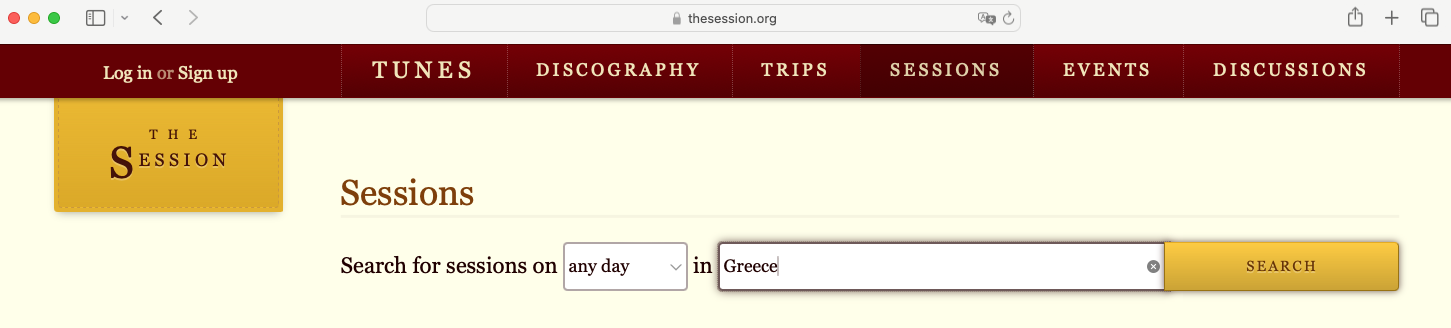 thesession.org
Log in or Sign up
TUNES
DISCOGRAPHY
TRIPS
SESSIONS
EVENTS
DISCUSSIONS
THE
SESSION
Sessions
Search for sessions on any day in Greece SEARCH